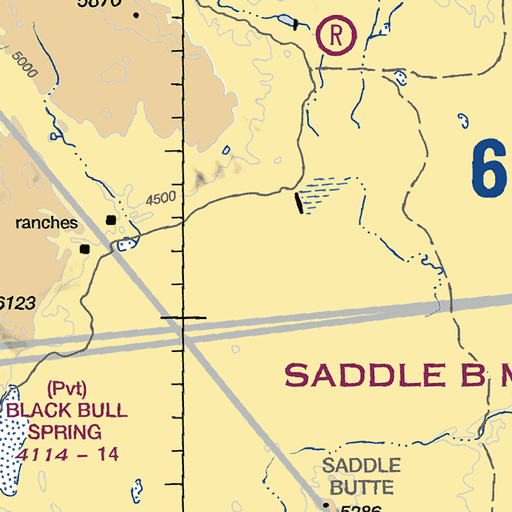 5870
R
5000
6
4500
ranches
6123
SADDLE B M
(Pvt)
BLACK BULL
SPRING
4114 - 14
SADDLE
BUTTE
5286